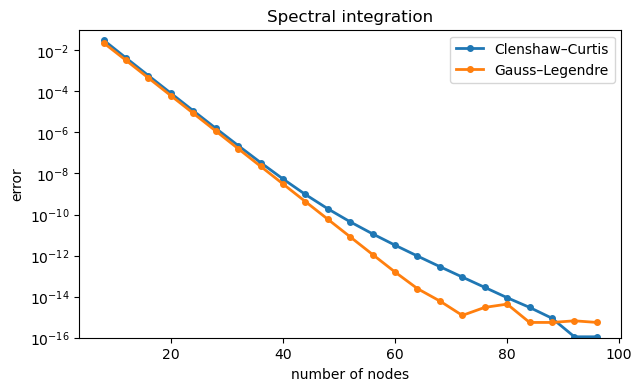 Spectral integration
Clenshaw–Curtis
Gauss–Legendre
error
10⁻²
10⁻⁴
10⁻⁶
10⁻⁸
10⁻¹⁰
10⁻¹²
10⁻¹⁴
10⁻¹⁶
20 40 60 80 100
number of nodes